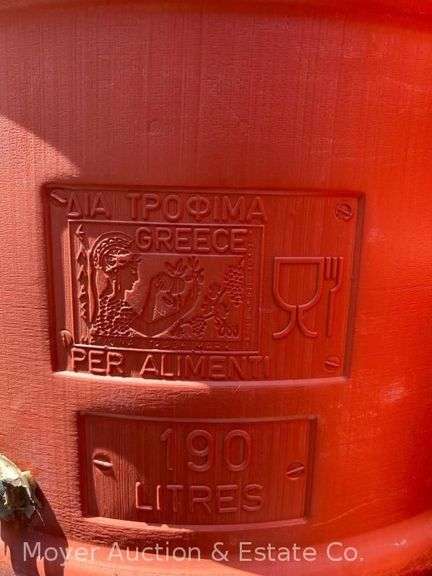 ΔΙΑ ΤΡΟΦΙΜΑ
GREECE
PER ALIMENTI
190
LITRES
Moyer Auction & Estate Co.